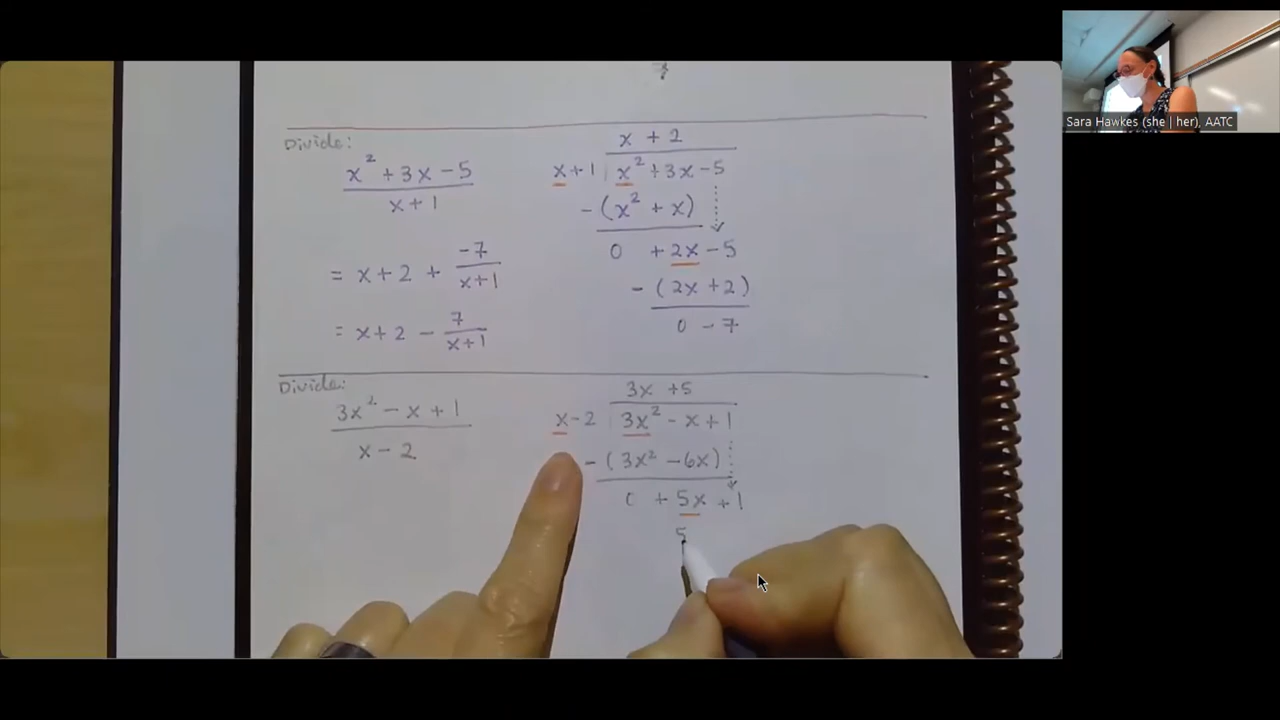 Sara Hawkes (she | her), AATC
Divide:
x² + 3x - 5
x + 1
= x + 2 + -7
x + 1
= x + 2 - 7
x + 1
x + 2
x + 1 x² + 3x - 5
- (x² + x)
0 + 2x - 5
- (2x + 2)
0 - 7
Divide:
3x² - x + 1
x - 2
3x + 5
x - 2 3x² - x + 1
- (3x² - 6x)
0 + 5x + 1
5